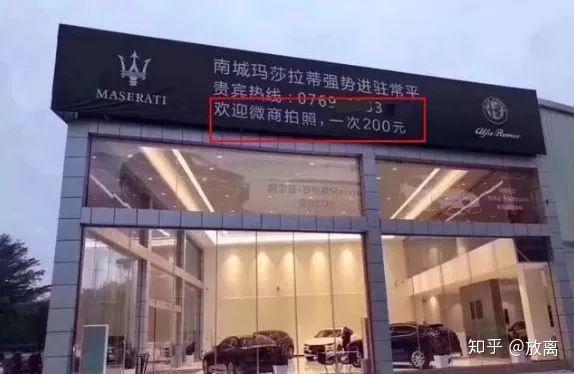 南城玛莎拉蒂强势进驻常平
贵宾热线：0769 33
欢迎微商拍照，一次200元
MASERATI
Alfa Romeo
知乎 @放离